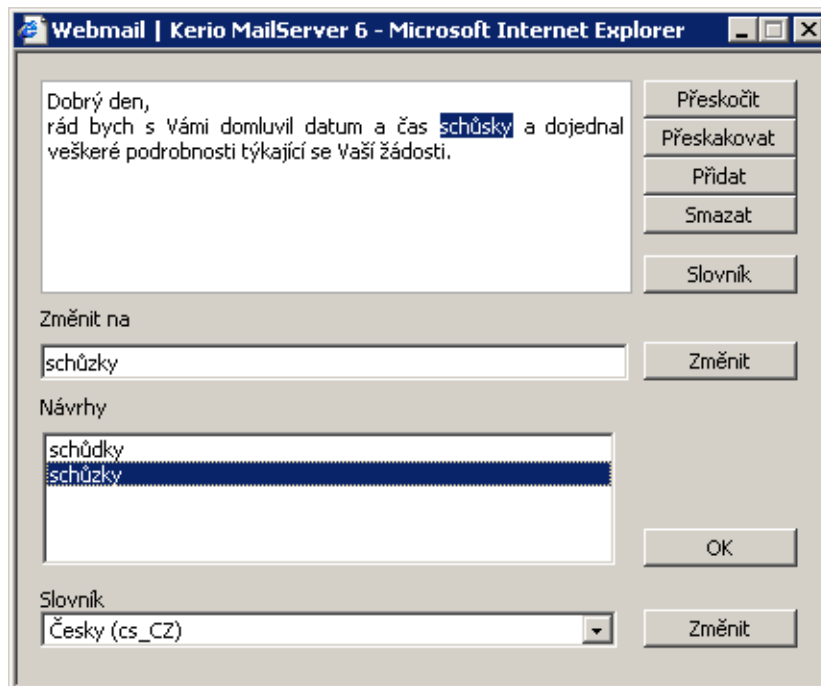 Webmail | Kerio MailServer 6 - Microsoft Internet Explorer
Dobrý den,
rád bych s Vámi domluvil datum a čas schůsky a dojednal
veškeré podrobnosti týkající se Vaší žádosti.
Přeskočit
Přeskakovat
Přidat
Smazat
Slovník
Změnit na
schůzky
Změnit
Návrhy
schůdky
schůzky
OK
Slovník
Česky (cs_CZ)
Změnit